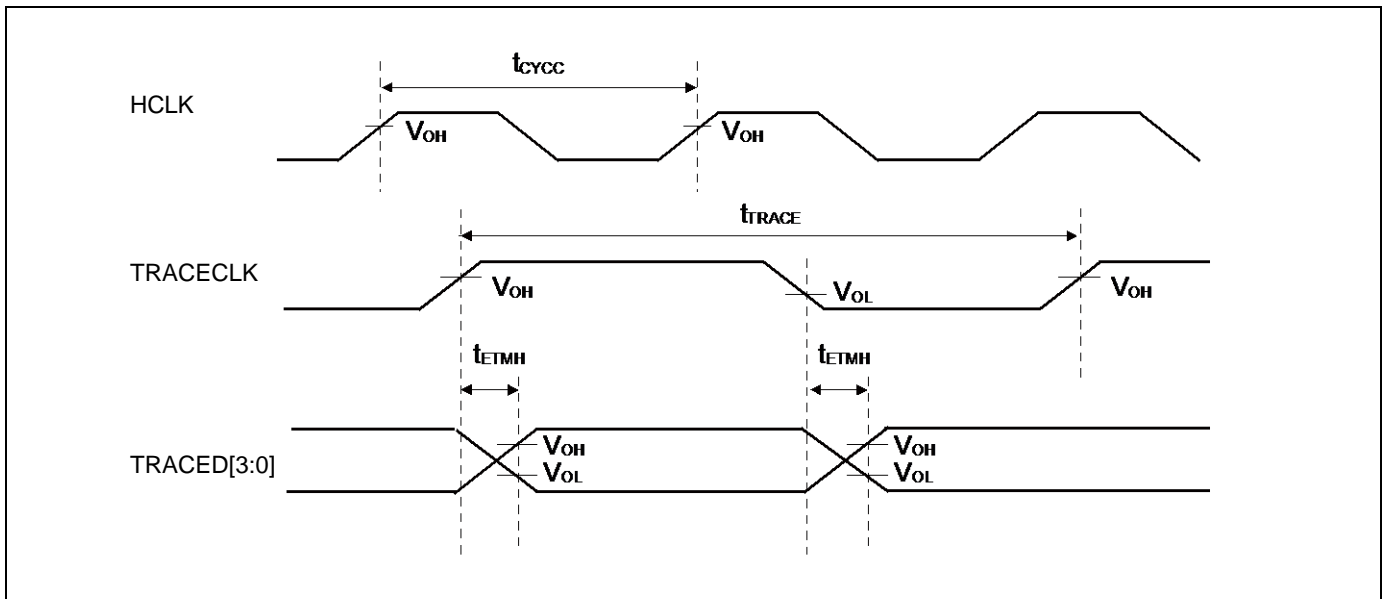 tCYCC
HCLK
VOH VOH
tTRACE
TRACECLK
VOH VOL VOH
tETMH tETMH
VOH VOH
TRACED[3:0]
VOL VOL